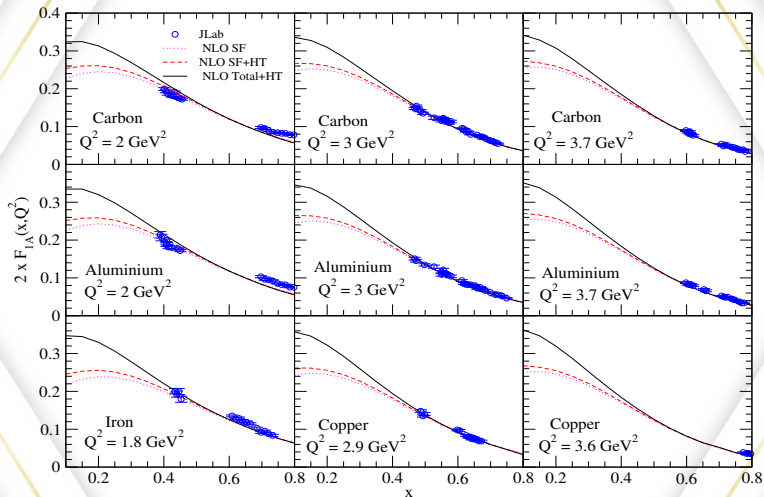 0.4
JLab
NLO SF
NLO SF+HT
NLO Total+HT
0.3
0.2
0.1
Carbon
Q² = 2 GeV²
Carbon
Q² = 3 GeV²
Carbon
Q² = 3.7 GeV²
0
2 x F₁A(x,Q²)
0.3
0.2
0.1
Aluminium
Q² = 2 GeV²
Aluminium
Q² = 3 GeV²
Aluminium
Q² = 3.7 GeV²
0
0.3
0.2
0.1
Iron
Q² = 1.8 GeV²
Copper
Q² = 2.9 GeV²
Copper
Q² = 3.6 GeV²
0
0.2 0.4 0.6 0.8 0.2 0.4 0.6 0.8 0.2 0.4 0.6 0.8
x